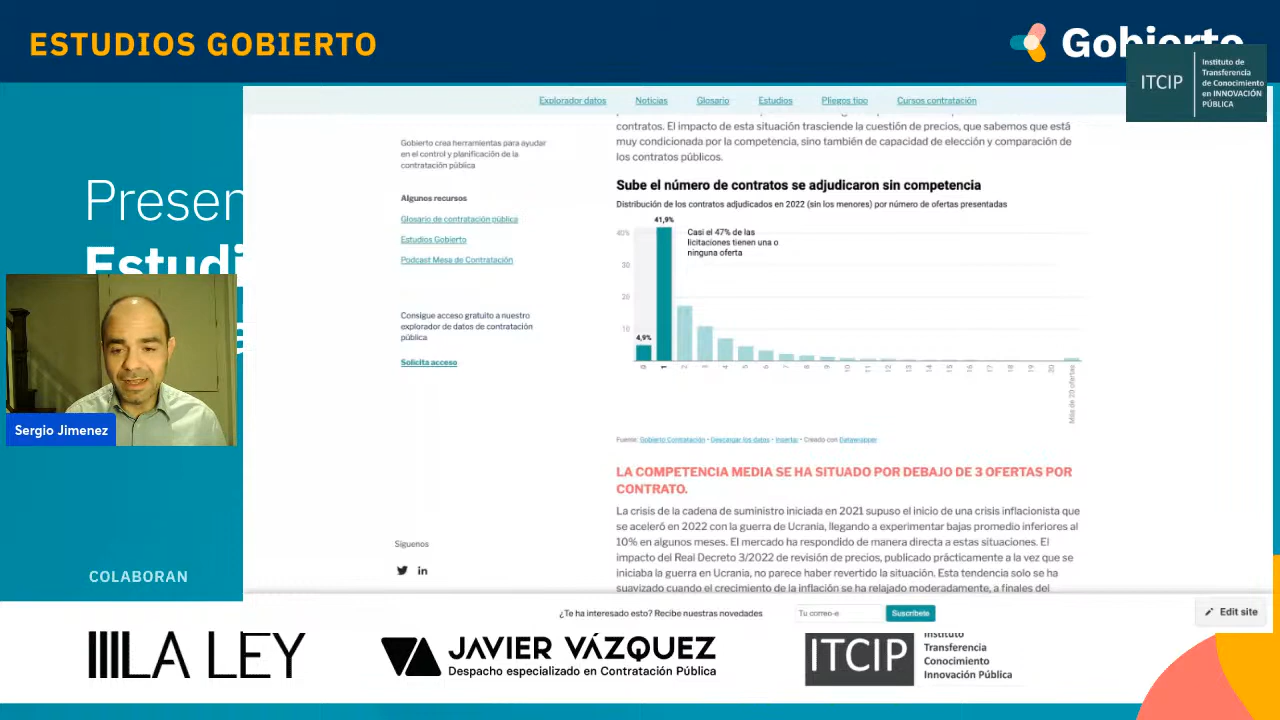 ESTUDIOS GOBIERTO
Gobierto
ITCIP
Instituto de
Transferencia
de Conocimiento
en INNOVACIÓN
PÚBLICA
Explorador datos
Noticias
Glosario
Estudios
Pliegos tipo
Cursos contratación
Presen
Estudi
Sergio Jimenez
COLABORAN
Gobierto crea herramientas para ayudar
en el control y planificación de la
contratación pública
Algunos recursos
Glosario de contratación pública
Estudios Gobierto
Podcast Mesa de Contratación
Consigue acceso gratuito a nuestro
explorador de datos de contratación
pública
Solicita acceso
Síguenos
contratos. El impacto de esta situación trasciende la cuestión de precios, que sabemos que está
muy condicionada por la competencia, sino también de capacidad de elección y comparación de
los contratos públicos.
Sube el número de contratos se adjudicaron sin competencia
Distribución de los contratos adjudicados en 2022 (sin los menores) por número de ofertas presentadas
41,9%
40%
Casi el 47% de las
licitaciones tienen una o
ninguna oferta
30
20
10
4,9%
0 1 2 3 4 5 6 7 8 9 10 11 12 13 14 15 16 17 18 19 20 Más de 20 ofertas
Fuente: Gobierto Contratación • Descargar los datos • Insertar • Creado con Datawrapper
LA COMPETENCIA MEDIA SE HA SITUADO POR DEBAJO DE 3 OFERTAS POR
CONTRATO.
La crisis de la cadena de suministro iniciada en 2021 supuso el inicio de una crisis inflacionista que
se aceleró en 2022 con la guerra de Ucrania, llegando a experimentar bajas promedio inferiores al
10% en algunos meses. El mercado ha respondido de manera directa a estas situaciones. El
impacto del Real Decreto 3/2022 de revisión de precios, publicado prácticamente a la vez que se
iniciaba la guerra en Ucrania, no parece haber revertido la situación. Esta tendencia solo se ha
suavizado cuando el crecimiento de la inflación se ha relajado moderadamente, a finales del
¿Te ha interesado esto? Recibe nuestras novedades
Tu correo-e
Suscríbete
Edit site
LA LEY
JAVIER VÁZQUEZ
Despacho especializado en Contratación Pública
ITCIP
Instituto
Transferencia
Conocimiento
Innovación Pública